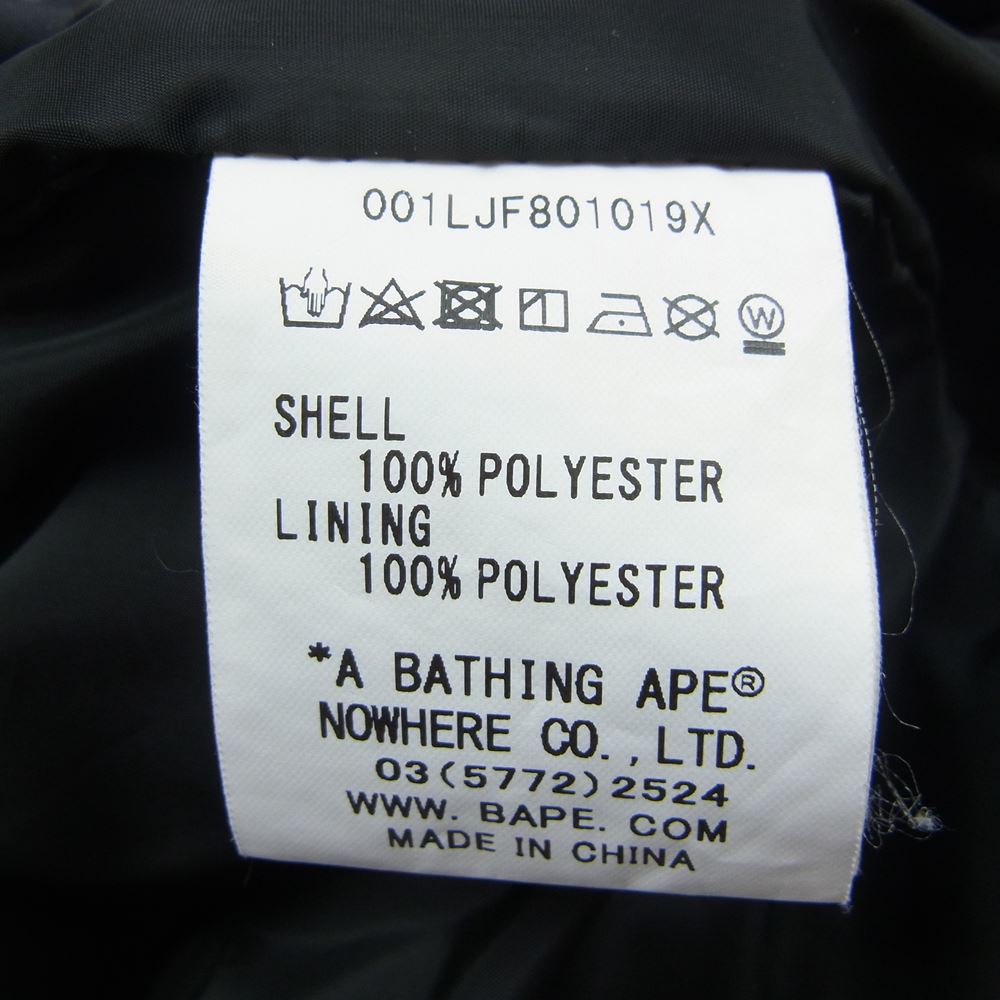 001LJF801019X
W
SHELL
100% POLYESTER
LINING
100% POLYESTER
*A BATHING APE®
NOWHERE CO.,LTD.
03(5772)2524
WWW. BAPE. COM
MADE IN CHINA